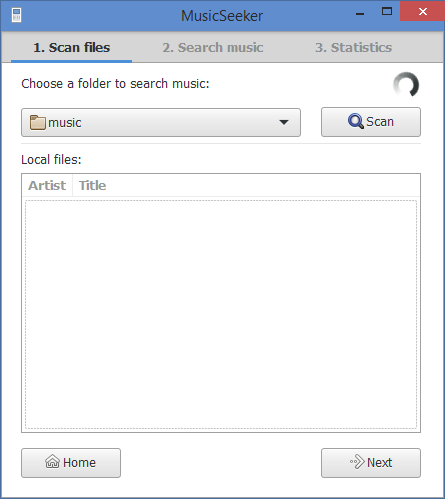 MusicSeeker
1. Scan files 2. Search music 3. Statistics
Choose a folder to search music:
music Scan
Local files:
Artist Title
Home Next